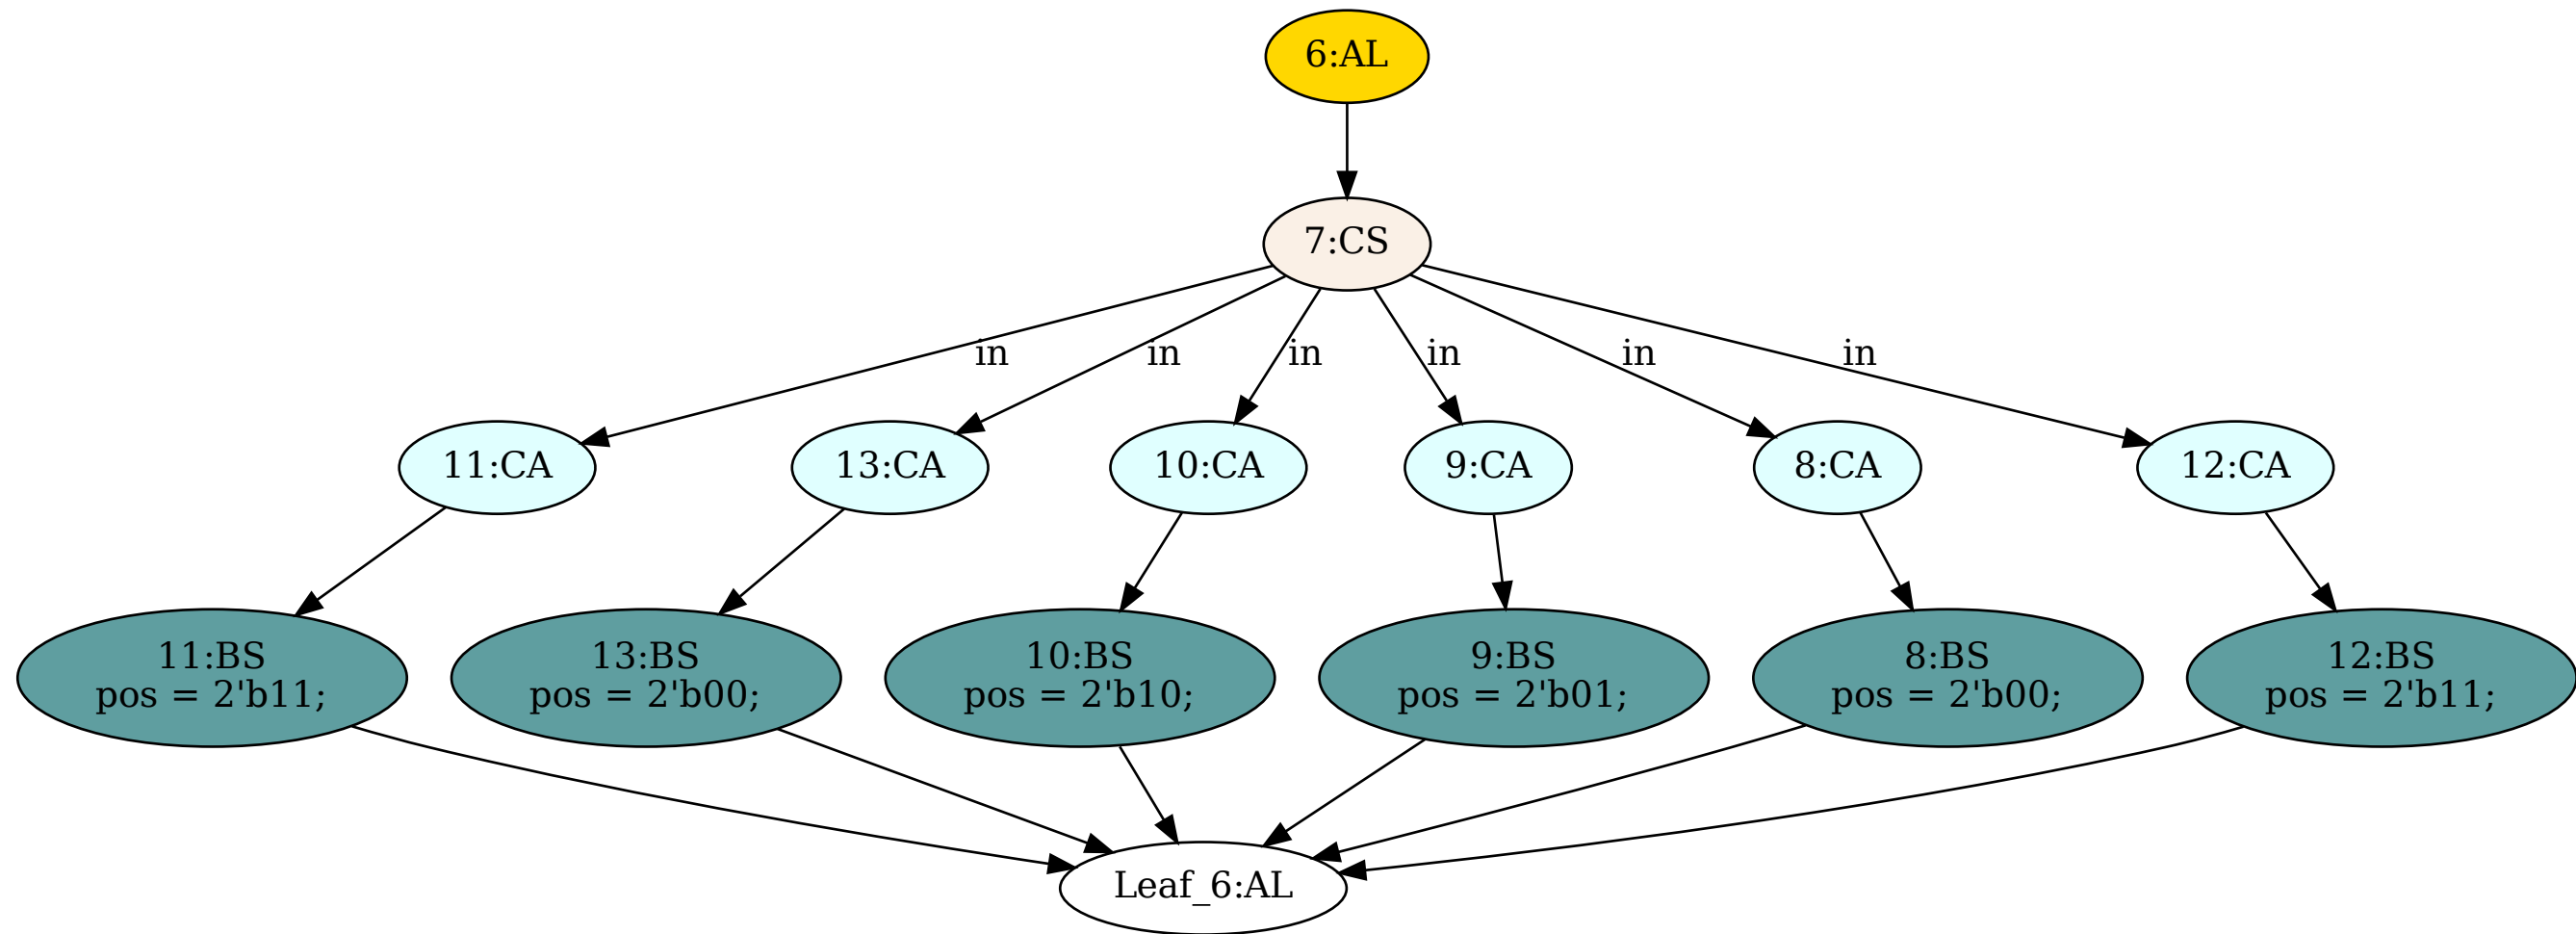 6:AL
7:CS
in
in
in
in
in
in
11:CA
13:CA
10:CA
9:CA
8:CA
12:CA
11:BS
pos = 2'b11;
13:BS
pos = 2'b00;
10:BS
pos = 2'b10;
9:BS
pos = 2'b01;
8:BS
pos = 2'b00;
12:BS
pos = 2'b11;
Leaf_6:AL